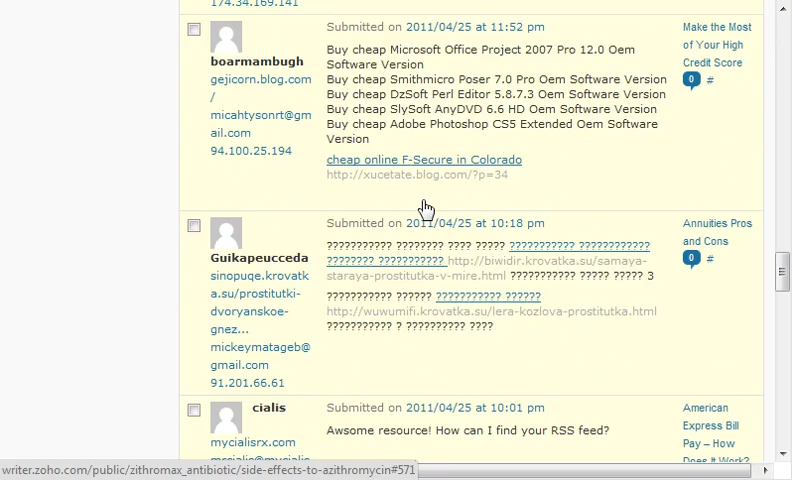 174.34.169.141
Submitted on 2011/04/25 at 11:52 pm
boarmambugh
gejicorn.blog.com
/
micahtysonrt@gm
ail.com
94.100.25.194
Buy cheap Microsoft Office Project 2007 Pro 12.0 Oem
Software Version
Buy cheap Smithmicro Poser 7.0 Pro Oem Software Version
Buy cheap DzSoft Perl Editor 5.8.7.3 Oem Software Version
Buy cheap SlySoft AnyDVD 6.6 HD Oem Software Version
Buy cheap Adobe Photoshop CS5 Extended Oem Software
Version
cheap online F-Secure in Colorado
http://xucetate.blog.com/?p=34
Make the Most
of Your High
Credit Score
0 #
Submitted on 2011/04/25 at 10:18 pm
Guikapeucceda
sinopuqe.krovatk
a.su/prostitutki-
dvoryanskoe-
gnez...
mickeymatageb@
gmail.com
91.201.66.61
??????????? ???????? ???? ????? ??????????? ????????????
???????? ??????????? http://biwidir.krovatka.su/samaya-
staraya-prostitutka-v-mire.html ??????????? ????? ????? 3
??????????? ?????? ??????????? ??????
http://wuwumifi.krovatka.su/lera-kozlova-prostitutka.html
??????????? ? ?????????? ????
Annuities Pros
and Cons
0 #
cialis
mycialisrx.com
Submitted on 2011/04/25 at 10:01 pm
Awsome resource! How can I find your RSS feed?
American
Express Bill
Pay – How
Does It Work?
writer.zoho.com/public/zithromax_antibiotic/side-effects-to-azithromycin#571